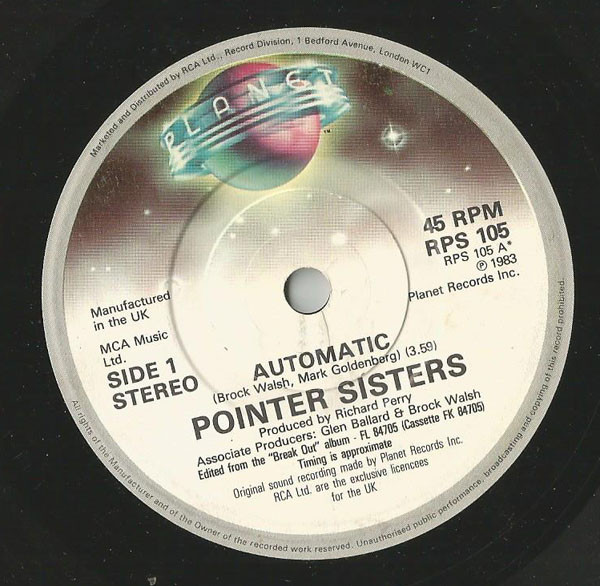 Marketed and Distributed by RCA Ltd., Record Division, 1 Bedford Avenue, London WC1
PLANET
TM
45 RPM
RPS 105
RPS 105 A*
℗ 1983
Planet Records Inc.
Manufactured
in the UK
MCA Music
Ltd.
SIDE 1
STEREO
AUTOMATIC
(Brock Walsh, Mark Goldenberg) (3.59)
POINTER SISTERS
Produced by Richard Perry
Associate Producers: Glen Ballard & Brock Walsh
Edited from the "Break Out" album - FL 84705 (Cassette FK 84705)
Timing is approximate
Original sound recording made by Planet Records Inc.
RCA Ltd. are the exclusive licencees
for the UK
All rights of the Manufacturer and of the Owner of the recorded work reserved. Unauthorised public performance, broadcasting and copying of this record prohibited.